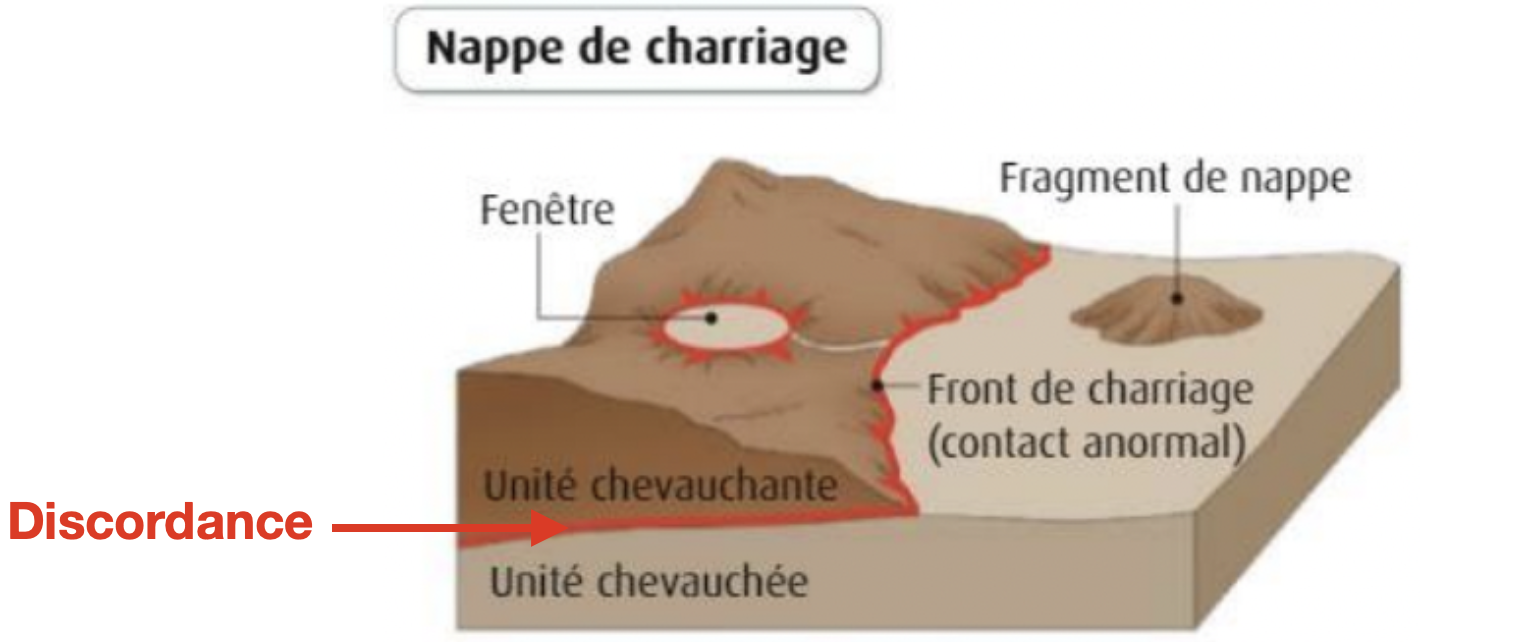 Nappe de charriage
Fragment de nappe
Fenêtre
Front de charriage
(contact anormal)
Unité chevauchante
Discordance
Unité chevauchée